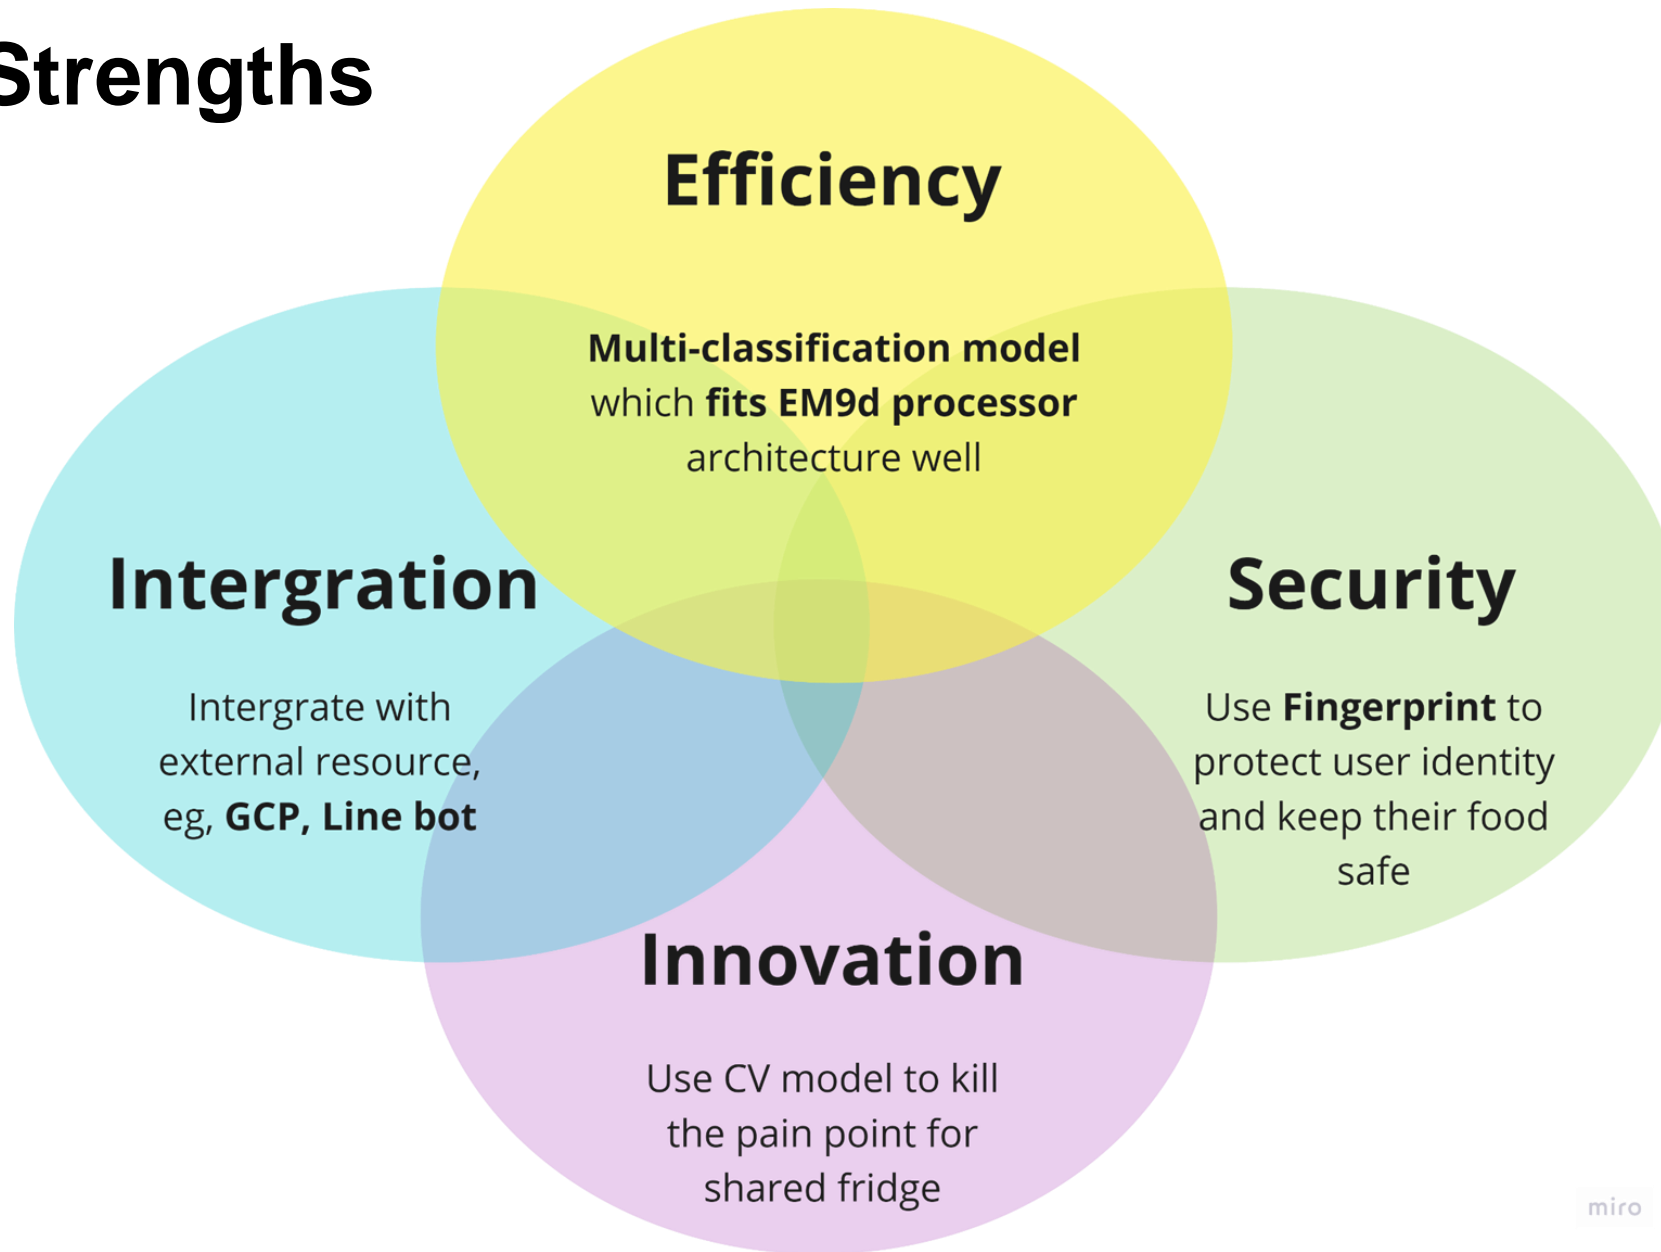 Strengths
Efficiency
Multi-classification model
which fits EM9d processor
architecture well
Intergration
Intergrate with
external resource,
eg, GCP, Line bot
Security
Use Fingerprint to
protect user identity
and keep their food
safe
Innovation
Use CV model to kill
the pain point for
shared fridge
miro